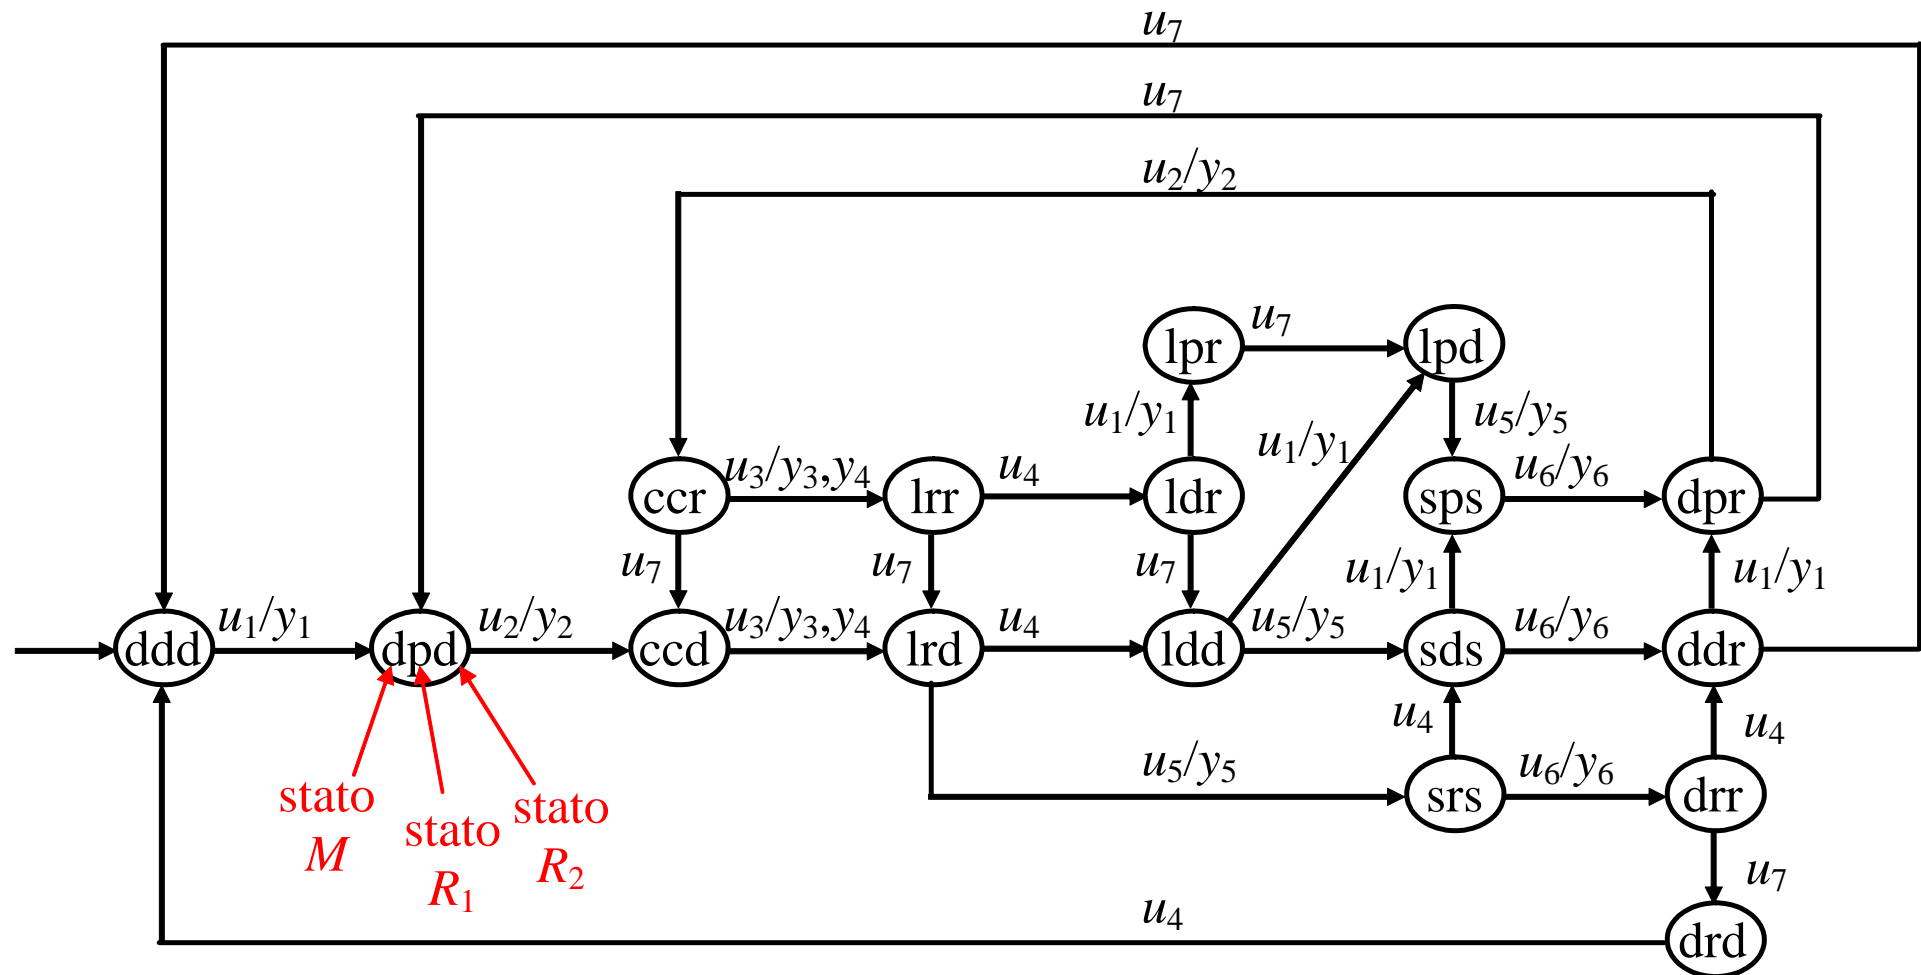 u7
u7
u2/y2
lpr
u7
lpd
u1/y1
u1/y1
u5/y5
ccr
u3/y3,y4
lrr
u4
ldr
sps
u6/y6
dpr
u7
u7
u7
u1/y1
u1/y1
ddd
u1/y1
dpd
u2/y2
ccd
u3/y3,y4
lrd
u4
ldd
u5/y5
sds
u6/y6
ddr
u4
u4
stato
M
stato
R1
stato
R2
u5/y5
srs
u6/y6
drr
u7
u4
drd